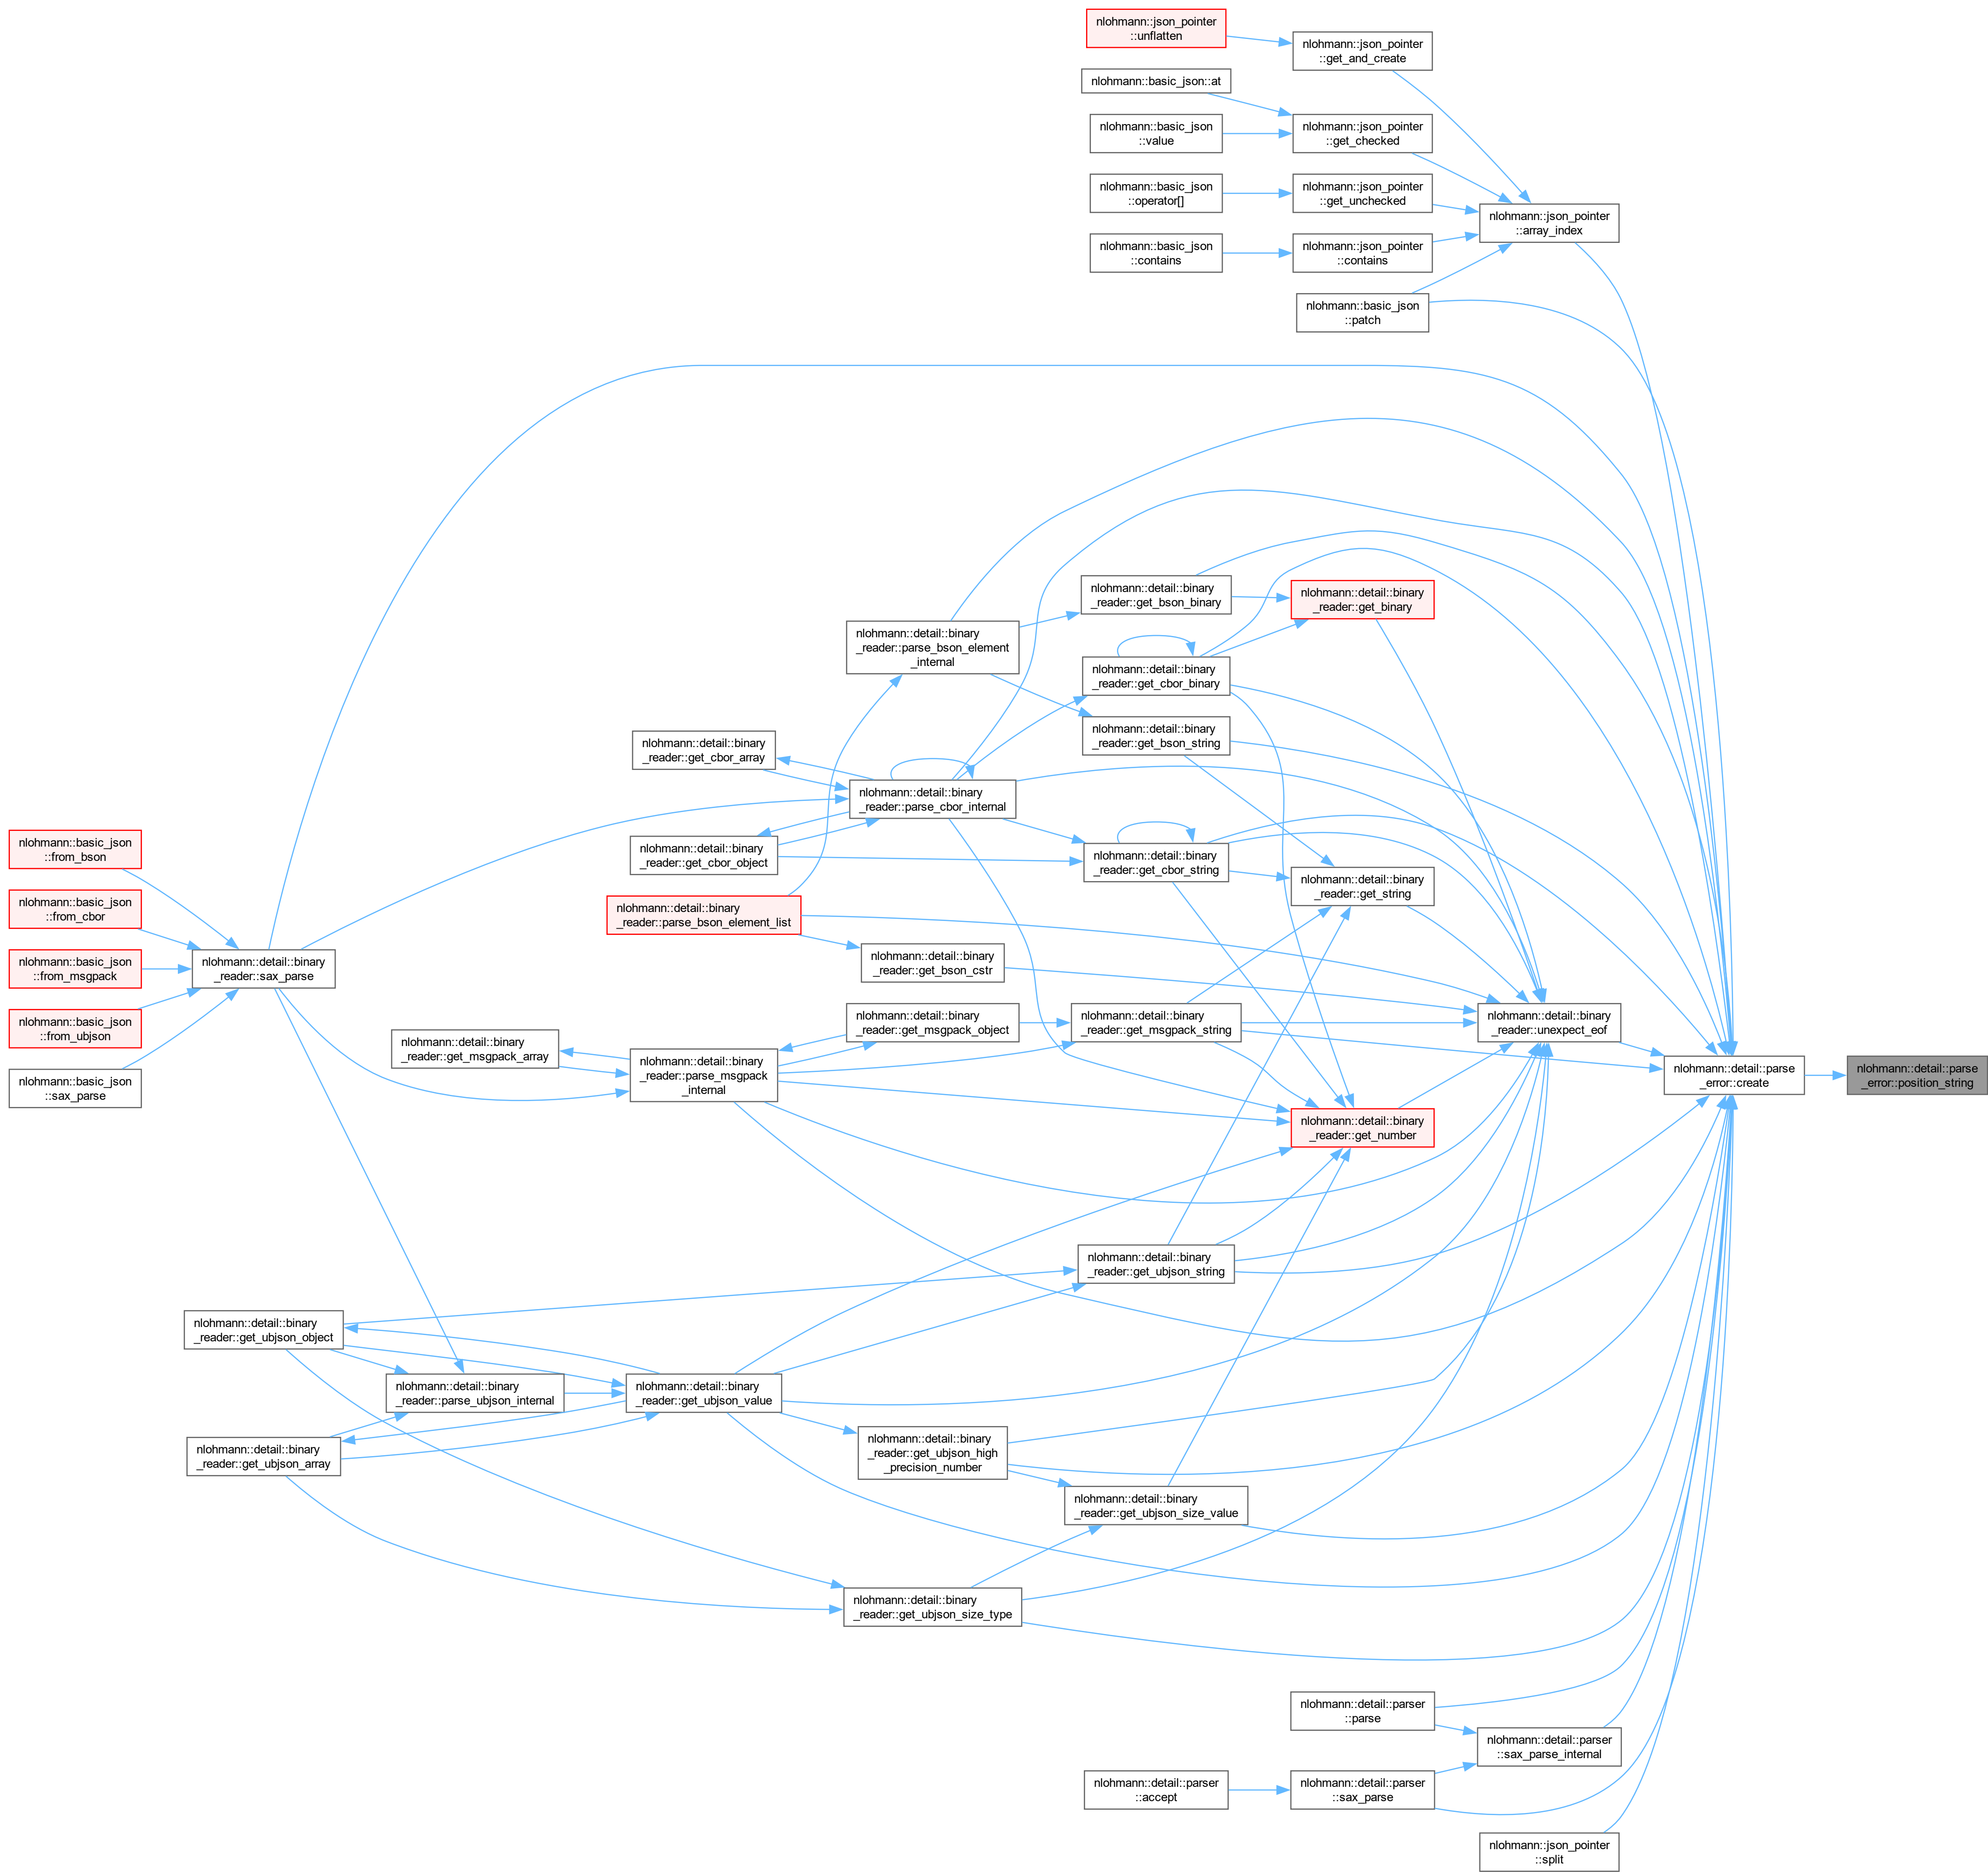 nlohmann::json_pointer
::unflatten
nlohmann::json_pointer
::get_and_create
nlohmann::basic_json::at
nlohmann::basic_json
::value
nlohmann::json_pointer
::get_checked
nlohmann::basic_json
::operator[]
nlohmann::json_pointer
::get_unchecked
nlohmann::json_pointer
::array_index
nlohmann::basic_json
::contains
nlohmann::json_pointer
::contains
nlohmann::basic_json
::patch
nlohmann::detail::binary
_reader::get_bson_binary
nlohmann::detail::binary
_reader::get_binary
nlohmann::detail::binary
_reader::parse_bson_element
_internal
nlohmann::detail::binary
_reader::get_cbor_binary
nlohmann::detail::binary
_reader::get_bson_string
nlohmann::detail::binary
_reader::get_cbor_array
nlohmann::detail::binary
_reader::parse_cbor_internal
nlohmann::basic_json
::from_bson
nlohmann::detail::binary
_reader::get_cbor_object
nlohmann::detail::binary
_reader::get_cbor_string
nlohmann::detail::binary
_reader::get_string
nlohmann::basic_json
::from_cbor
nlohmann::detail::binary
_reader::parse_bson_element_list
nlohmann::basic_json
::from_msgpack
nlohmann::detail::binary
_reader::sax_parse
nlohmann::detail::binary
_reader::get_bson_cstr
nlohmann::basic_json
::from_ubjson
nlohmann::detail::binary
_reader::get_msgpack_array
nlohmann::detail::binary
_reader::get_msgpack_object
nlohmann::detail::binary
_reader::get_msgpack_string
nlohmann::detail::binary
_reader::unexpect_eof
nlohmann::basic_json
::sax_parse
nlohmann::detail::binary
_reader::parse_msgpack
_internal
nlohmann::detail::parse
_error::create
nlohmann::detail::parse
_error::position_string
nlohmann::detail::binary
_reader::get_number
nlohmann::detail::binary
_reader::get_ubjson_string
nlohmann::detail::binary
_reader::get_ubjson_object
nlohmann::detail::binary
_reader::parse_ubjson_internal
nlohmann::detail::binary
_reader::get_ubjson_value
nlohmann::detail::binary
_reader::get_ubjson_array
nlohmann::detail::binary
_reader::get_ubjson_high
_precision_number
nlohmann::detail::binary
_reader::get_ubjson_size_value
nlohmann::detail::binary
_reader::get_ubjson_size_type
nlohmann::detail::parser
::parse
nlohmann::detail::parser
::sax_parse_internal
nlohmann::detail::parser
::accept
nlohmann::detail::parser
::sax_parse
nlohmann::json_pointer
::split